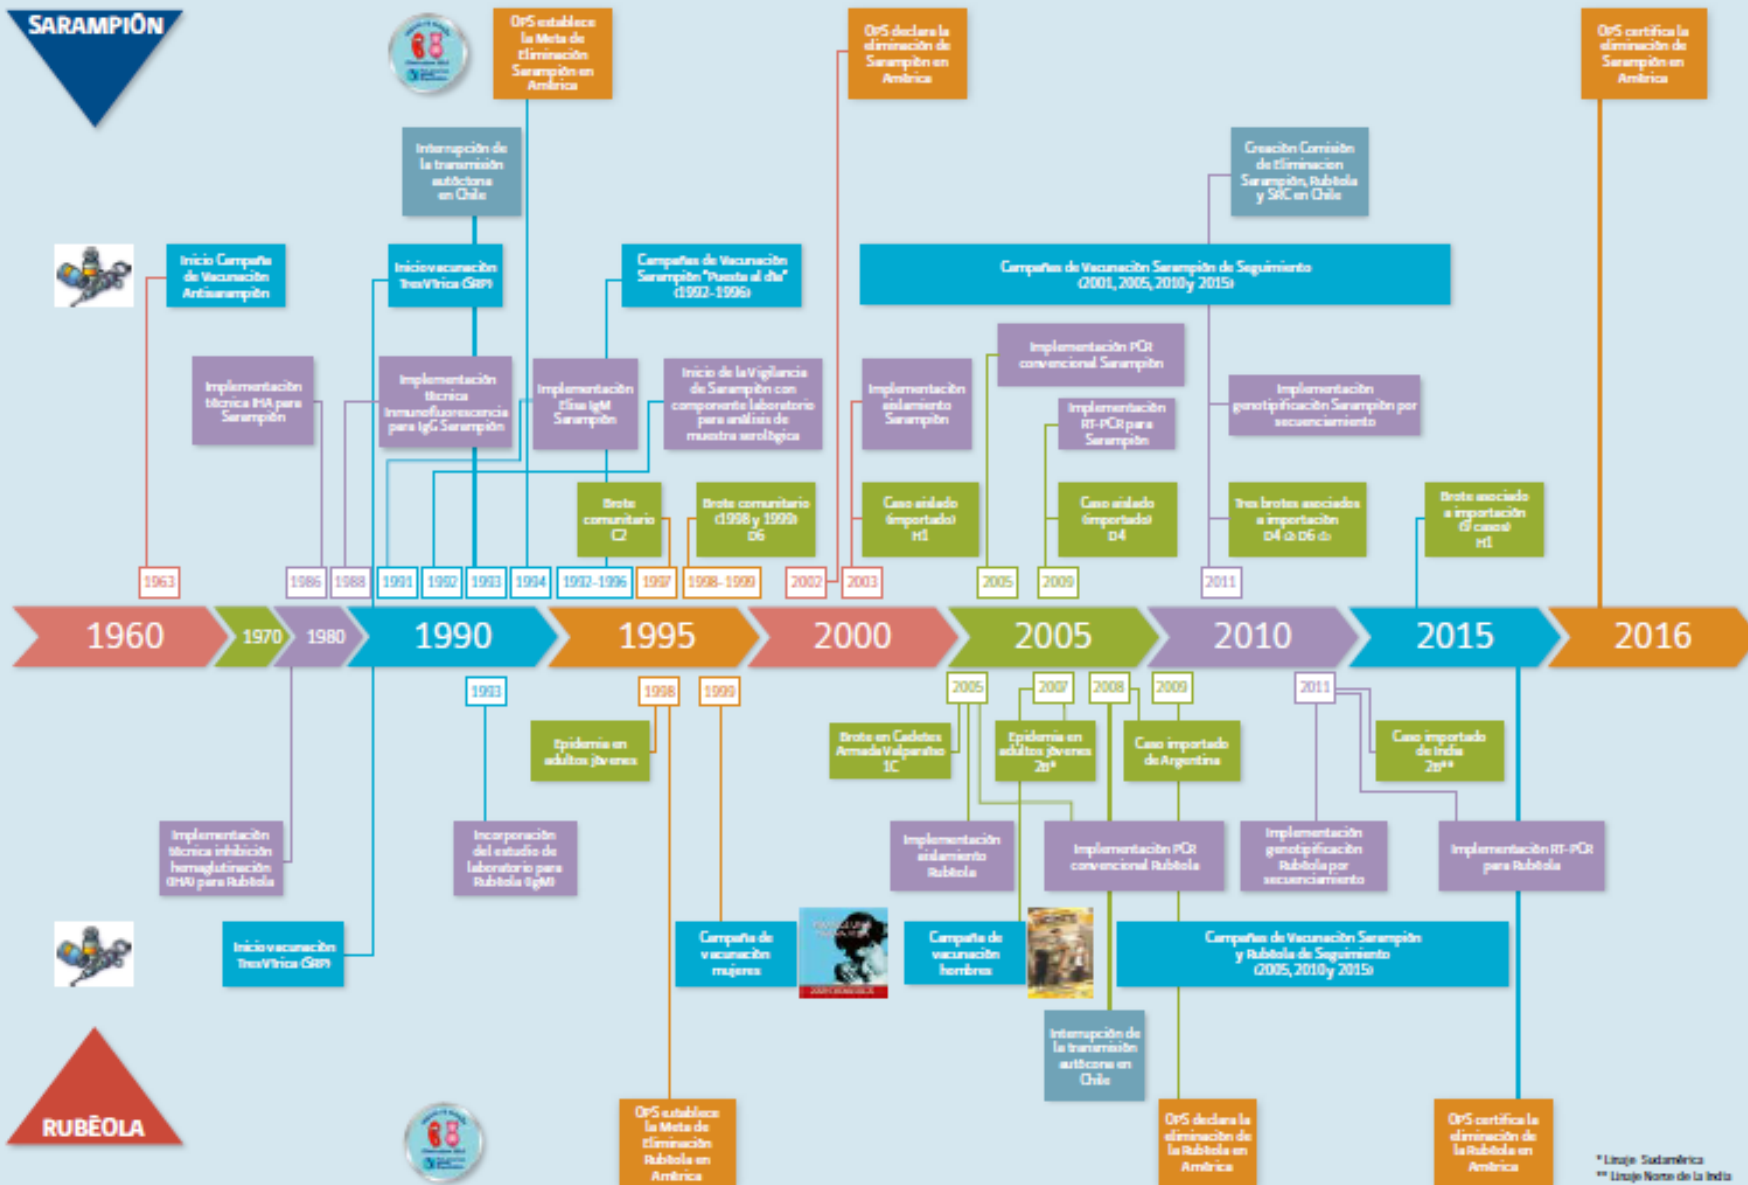 SARAMPIÓN
OPS establece
la Meta de
Eliminación
Sarampión en
América
OPS declara la
eliminación de
Sarampión en
América
OPS certifica la
eliminación de
Sarampión en
América
Interrupción de
la transmisión
autóctona
en Chile
Creación Comisión
de Eliminacion
Sarampión, Rubéola
y SRC en Chile
Inicio Campaña
de Vacunación
Antisarampión
Inicio vacunación
Tres Vírica (SRP)
Campañas de Vacunación
Sarampión "Puesta al día"
(1992-1996)
Campañas de Vacunación Sarampión de Seguimiento
(2001, 2005, 2010 y 2015)
Implementación
técnica IHA para
Sarampión
Implementación
técnica
Inmunofluorescencia
para IgG Sarampión
Implementación
Elisa IgM
Sarampión
Inicio de la Vigilancia
de Sarampión con
componente laboratorio
para análisis de
muestra serológica
Implementación
aislamiento
Sarampión
Implementación PCR
convencional Sarampión
Implementación
RT-PCR para
Sarampión
Implementación
genotipificación Sarampión por
secuenciamiento
Brote
comunitario
C2
Brote comunitario
(1998 y 1999)
D6
Caso aislado
(importado)
H1
Caso aislado
(importado)
D4
Tres brotes asociados
a importación
D4 (2) D6 (1)
Brote asociado
a importación
(9 casos)
H1
1963
1986
1988
1991
1992
1993
1994
1992-1996
1997
1998-1999
2002
2003
2005
2009
2011
1960
1970
1980
1990
1995
2000
2005
2010
2015
2016
1993
1998
1999
2005
2007
2008
2009
2011
Epidemia en
adultos jóvenes
Brote en Cadetes
Armada Valparaíso
1C
Epidemia en
adultos jóvenes
2B*
Caso importado
de Argentina
Caso importado
de India
2B**
Implementación
técnica inhibición
hemaglutinación
(IHA) para Rubéola
Incorporación
del estudio de
laboratorio para
Rubéola (IgM)
Implementación
aislamiento
Rubéola
Implementación PCR
convencional Rubéola
Implementación
genotipificación
Rubéola por
secuenciamiento
Implementación RT-PCR
para Rubéola
Inicio vacunación
Tres Vírica (SRP)
Campaña de
vacunación
mujeres
Campaña de
vacunación
hombres
Campañas de Vacunación Sarampión
y Rubéola de Seguimiento
(2005, 2010 y 2015)
Interrupción de
la transmisión
autócona en
Chile
RUBÉOLA
OPS establece
la Meta de
Eliminación
Rubéola en
América
OPS declara la
eliminación de
la Rubéola en
América
OPS certifica la
eliminación de
la Rubéola en
América
* Linaje Sudamérica
** Linaje Norte de la India